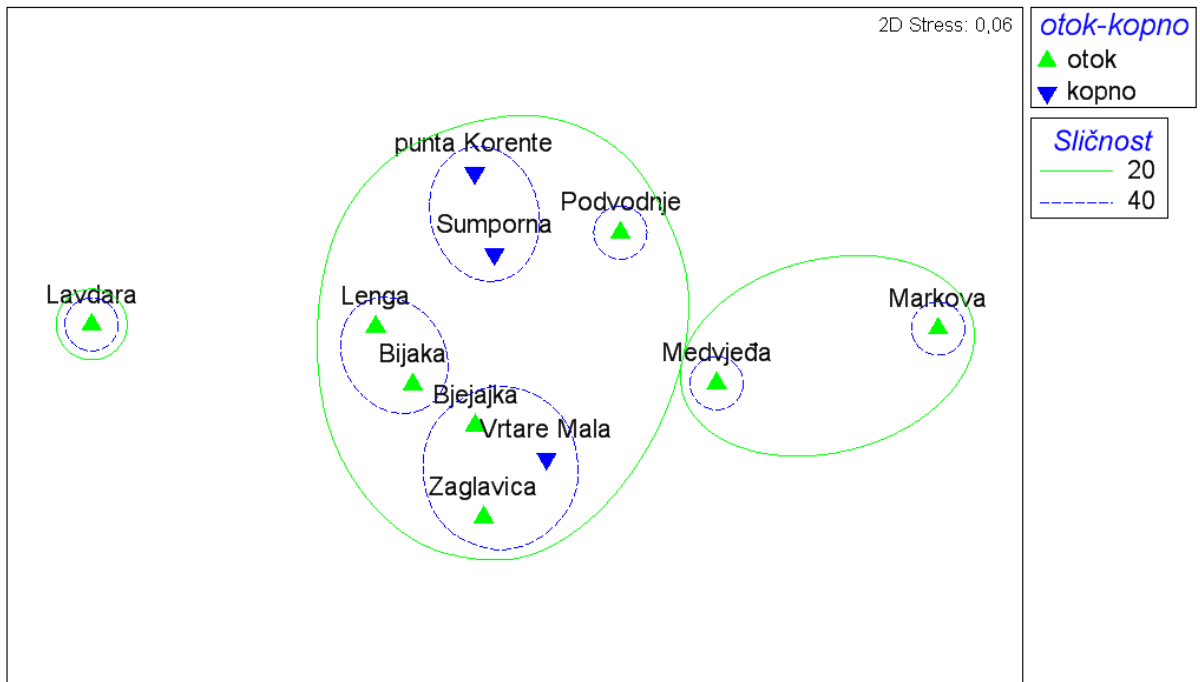 2D Stress: 0,06
otok-kopno
otok
kopno
Sličnost
20
40
punta Korente
Sumporna
Podvodnje
Lavdara
Lenga
Bijaka
Markova
Medvjeđa
Bjejajka
Vrtare Mala
Zaglavica